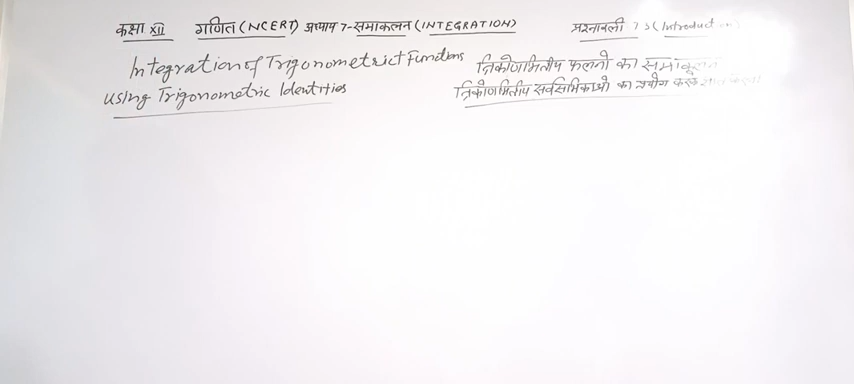 कक्षा XII गणित (NCERT) अध्याय 7-समाकलन (INTEGRATION) प्रश्नावली 7.3 (Introduction)
Integration of Trigonometrict Functions
using Trigonometric Identities
त्रिकोणमितीय फलनों का समाकलन
त्रिकोणमितीय सर्वसमिकाओं का प्रयोग करके